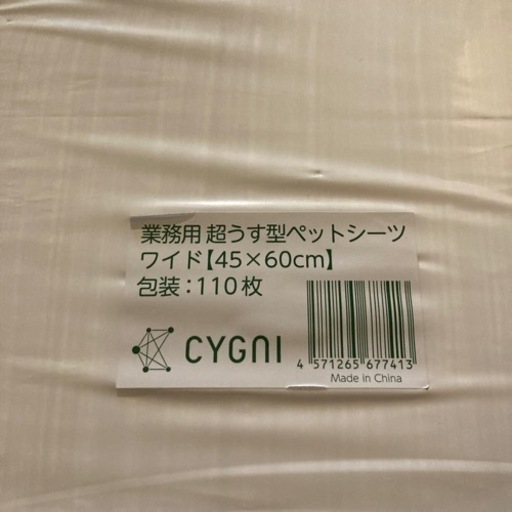 業務用 超うす型ペットシーツ
ワイド【45×60cm】
包装：110枚
CYGNI
4 571265 677413
Made in China